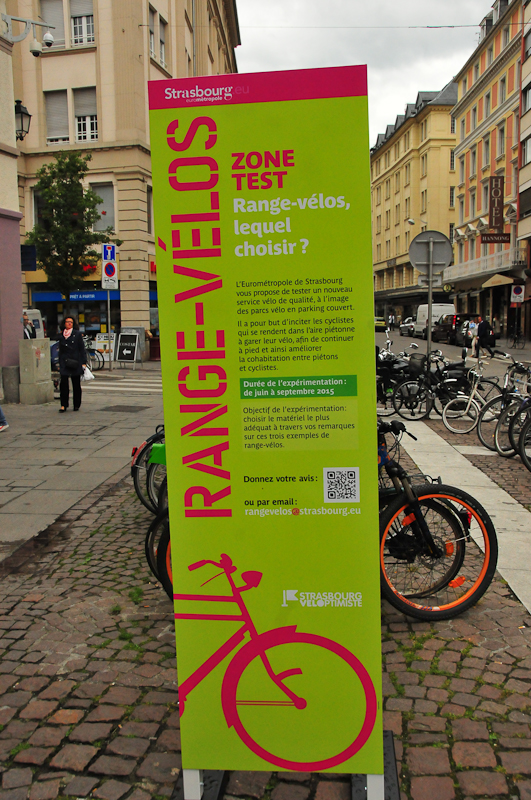 Strasbourg.eu
eurométropole
RANGE-VÉLOS
ZONE
TEST
Range-vélos,
lequel
choisir ?
L'Eurométropole de Strasbourg
vous propose de tester un nouveau
service vélo de qualité, à l'image
des parcs vélo en parking couvert.
Il a pour but d'inciter les cyclistes
qui se rendent dans l'aire piétonne
à garer leur vélo, afin de continuer
à pied et ainsi améliorer
la cohabitation entre piétons
et cyclistes.
Durée de l'expérimentation :
de juin à septembre 2015
Objectif de l'expérimentation :
choisir le matériel le plus
adéquat à travers vos remarques
sur ces trois exemples de
range-vélos.
Donnez votre avis :
ou par email :
rangevelos@strasbourg.eu
STRASBOURG
VÉLOPTIMISTE
HOTEL
HANNONG